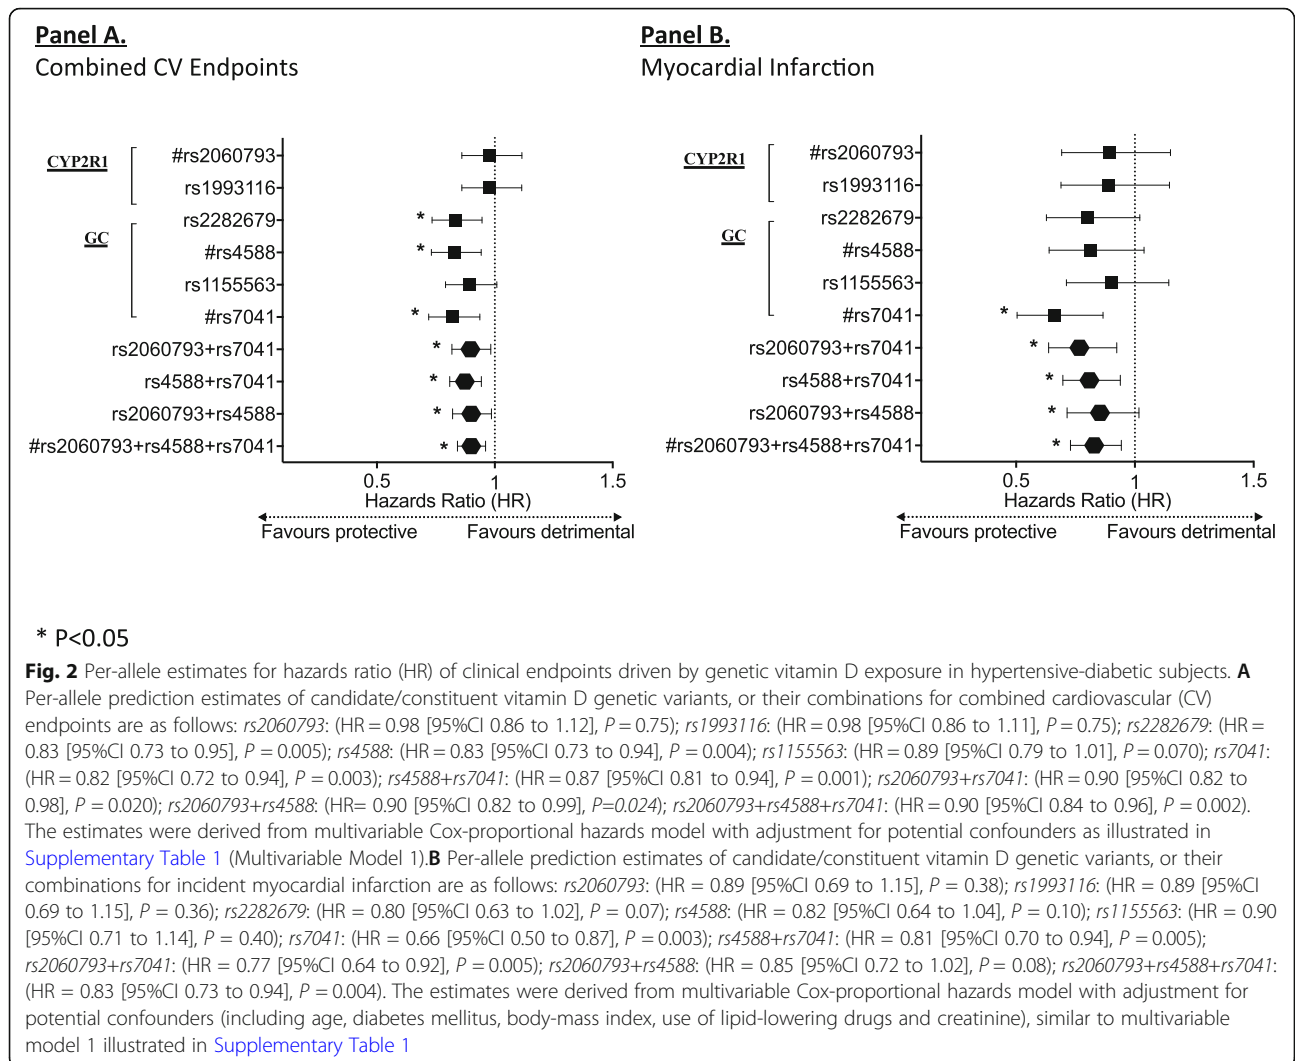 Panel A.
Combined CV Endpoints
CYP2R1
GC
#rs2060793
rs1993116
* rs2282679
* #rs4588
rs1155563
* #rs7041
rs2060793+rs7041 *
rs4588+rs7041 *
rs2060793+rs4588 *
#rs2060793+rs4588+rs7041 *
0.5 1 1.5
Hazards Ratio (HR)
Favours protective Favours detrimental
Panel B.
Myocardial Infarction
CYP2R1
GC
#rs2060793
rs1993116
rs2282679
#rs4588
rs1155563
#rs7041 *
rs2060793+rs7041 *
rs4588+rs7041 *
rs2060793+rs4588 *
#rs2060793+rs4588+rs7041 *
0.5 1 1.5
Hazards Ratio (HR)
Favours protective Favours detrimental
* P<0.05
Fig. 2 Per-allele estimates for hazards ratio (HR) of clinical endpoints driven by genetic vitamin D exposure in hypertensive-diabetic subjects. A
Per-allele prediction estimates of candidate/constituent vitamin D genetic variants, or their combinations for combined cardiovascular (CV)
endpoints are as follows: rs2060793: (HR = 0.98 [95%CI 0.86 to 1.12], P = 0.75); rs1993116: (HR = 0.98 [95%CI 0.86 to 1.11], P = 0.75); rs2282679: (HR =
0.83 [95%CI 0.73 to 0.95], P = 0.005); rs4588: (HR = 0.83 [95%CI 0.73 to 0.94], P = 0.004); rs1155563: (HR = 0.89 [95%CI 0.79 to 1.01], P = 0.070); rs7041:
(HR = 0.82 [95%CI 0.72 to 0.94], P = 0.003); rs4588+rs7041: (HR = 0.87 [95%CI 0.81 to 0.94], P = 0.001); rs2060793+rs7041: (HR = 0.90 [95%CI 0.82 to
0.98], P = 0.020); rs2060793+rs4588: (HR= 0.90 [95%CI 0.82 to 0.99], P=0.024); rs2060793+rs4588+rs7041: (HR = 0.90 [95%CI 0.84 to 0.96], P = 0.002).
The estimates were derived from multivariable Cox-proportional hazards model with adjustment for potential confounders as illustrated in
Supplementary Table 1 (Multivariable Model 1).B Per-allele prediction estimates of candidate/constituent vitamin D genetic variants, or their
combinations for incident myocardial infarction are as follows: rs2060793: (HR = 0.89 [95%CI 0.69 to 1.15], P = 0.38); rs1993116: (HR = 0.89 [95%CI
0.69 to 1.15], P = 0.36); rs2282679: (HR = 0.80 [95%CI 0.63 to 1.02], P = 0.07); rs4588: (HR = 0.82 [95%CI 0.64 to 1.04], P = 0.10); rs1155563: (HR = 0.90
[95%CI 0.71 to 1.14], P = 0.40); rs7041: (HR = 0.66 [95%CI 0.50 to 0.87], P = 0.003); rs4588+rs7041: (HR = 0.81 [95%CI 0.70 to 0.94], P = 0.005);
rs2060793+rs7041: (HR = 0.77 [95%CI 0.64 to 0.92], P = 0.005); rs2060793+rs4588: (HR = 0.85 [95%CI 0.72 to 1.02], P = 0.08); rs2060793+rs4588+rs7041:
(HR = 0.83 [95%CI 0.73 to 0.94], P = 0.004). The estimates were derived from multivariable Cox-proportional hazards model with adjustment for
potential confounders (including age, diabetes mellitus, body-mass index, use of lipid-lowering drugs and creatinine), similar to multivariable
model 1 illustrated in Supplementary Table 1